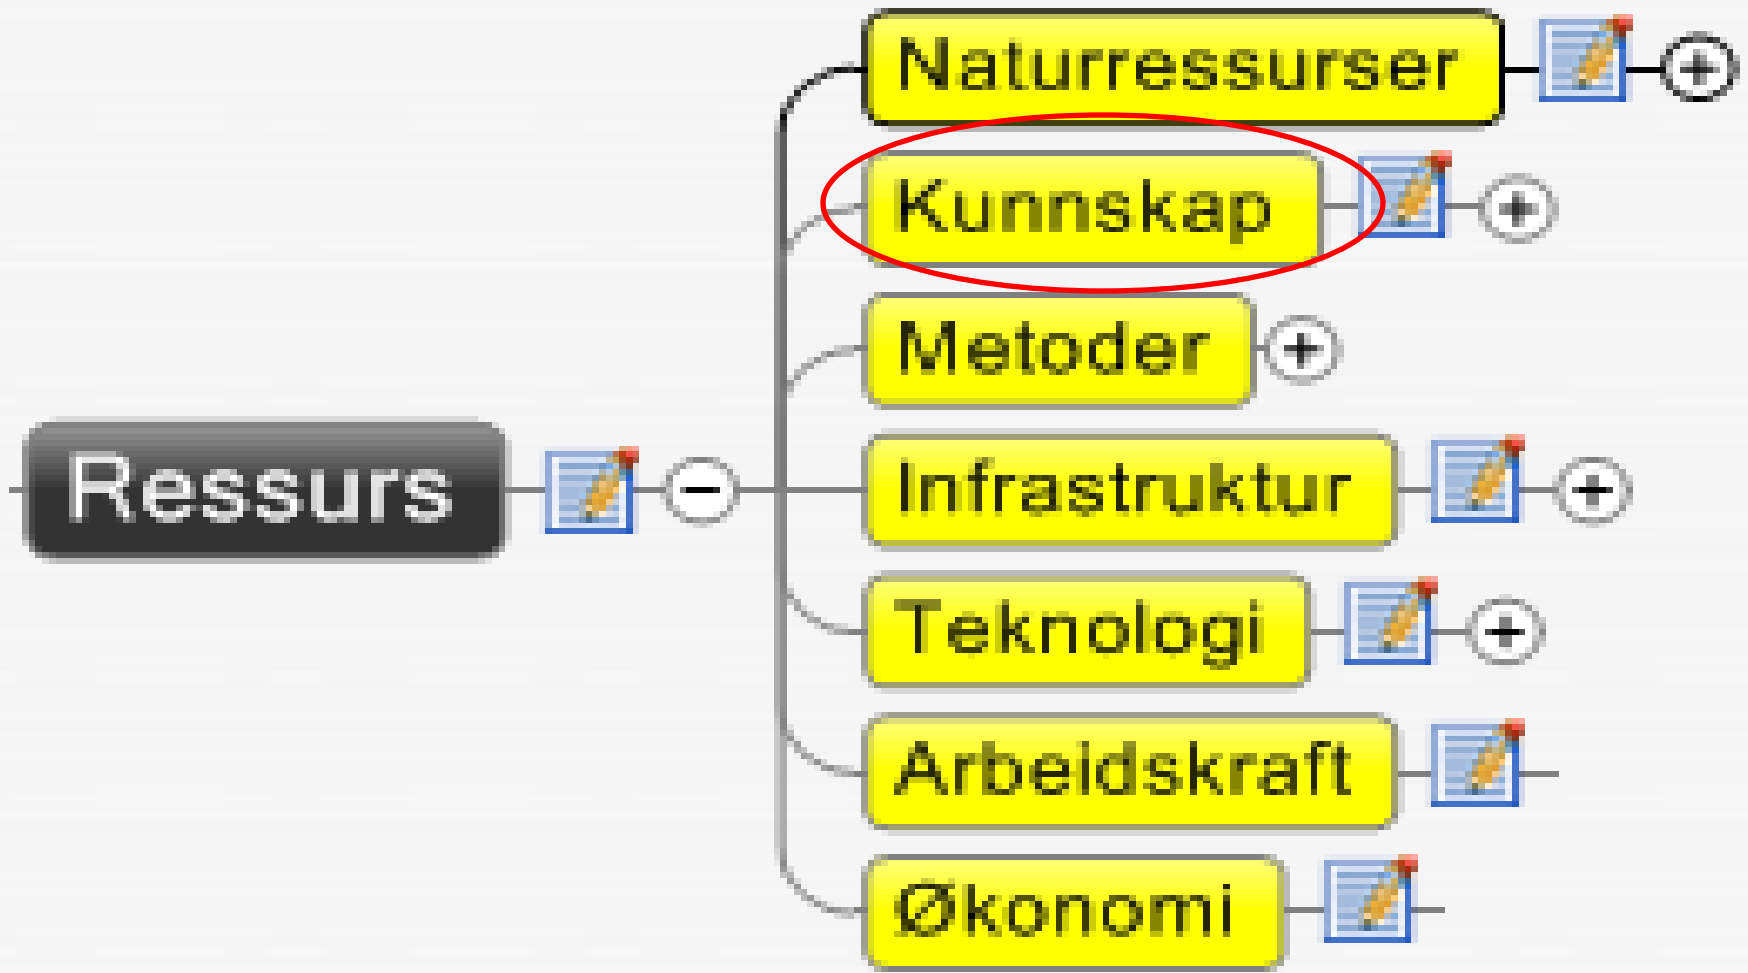 Naturressurser
Kunnskap
Metoder
Ressurs
Infrastruktur
Teknologi
Arbeidskraft
Økonomi